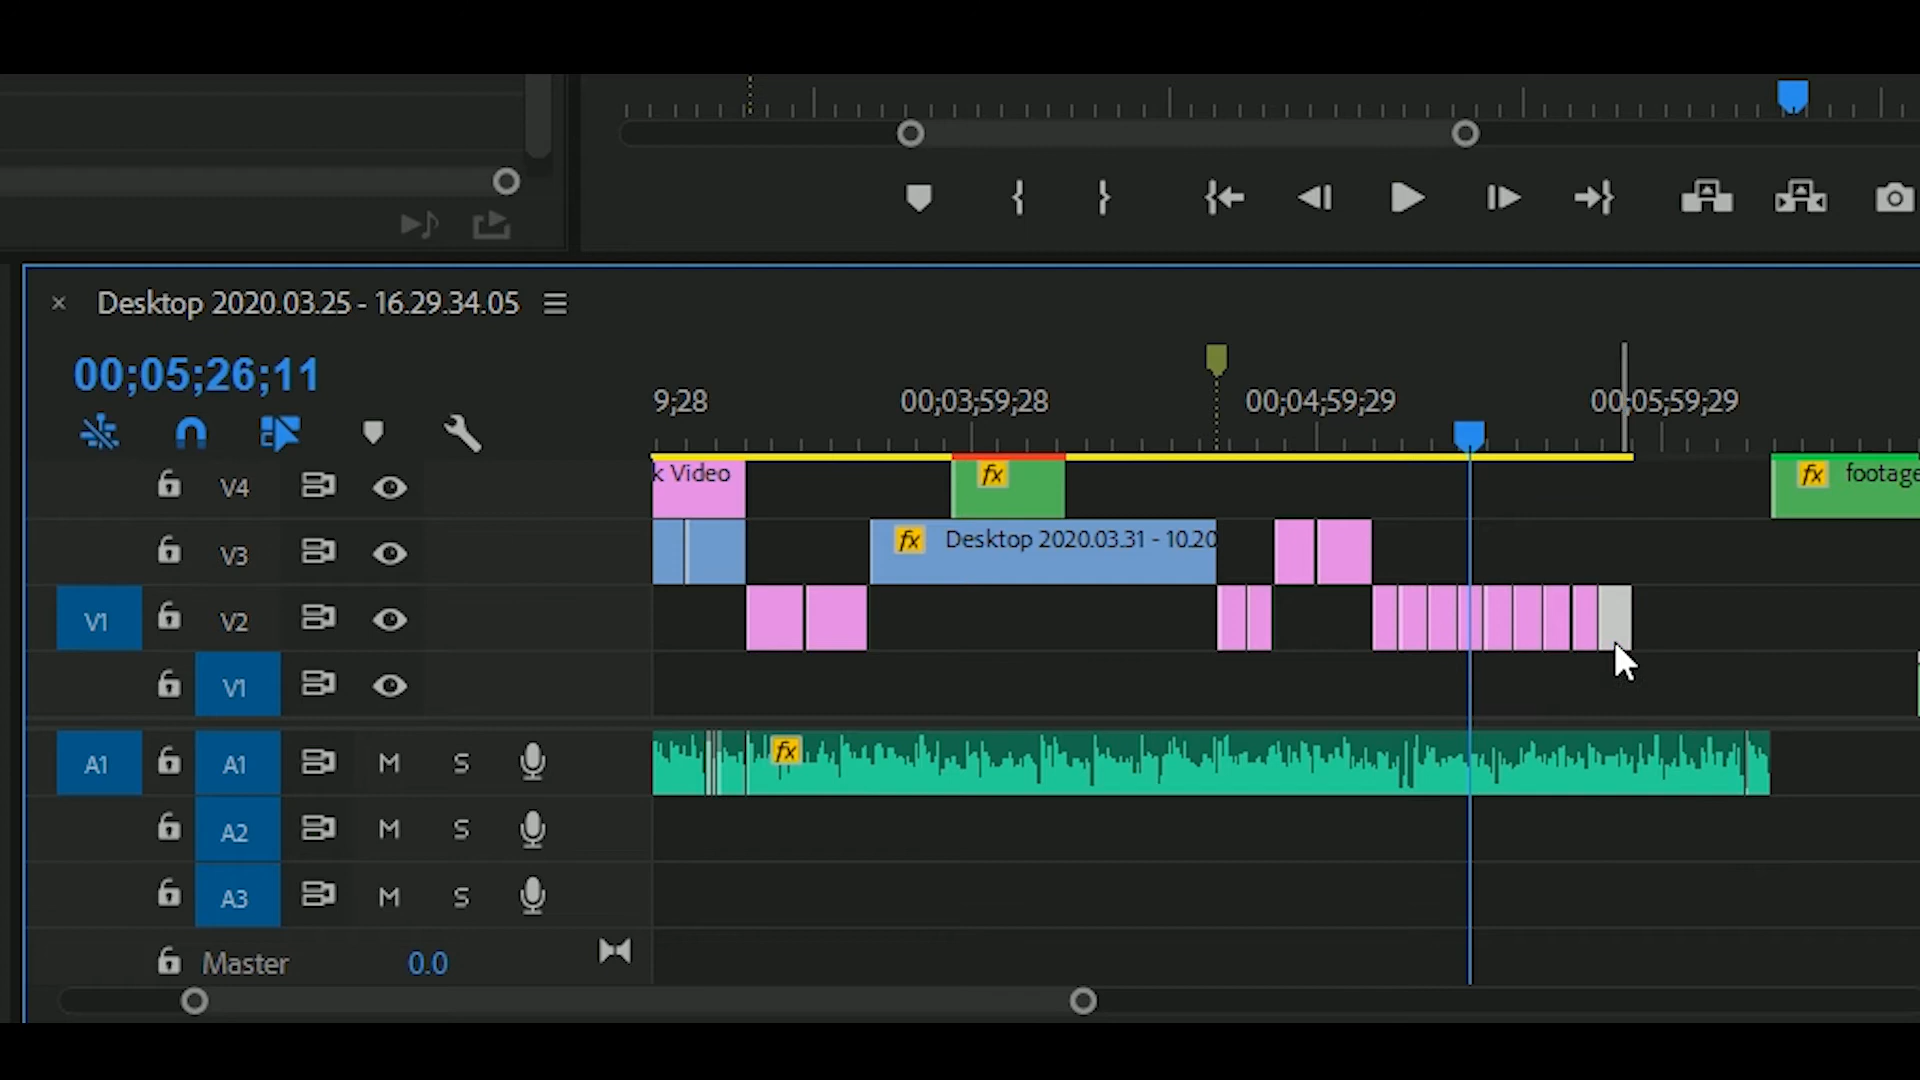 Desktop 2020.03.25 - 16.29.34.05
00;05;26;11
9;28 00;03;59;28 00;04;59;29 00;05;59;29
V4 k Video fx fx footage
V3 fx Desktop 2020.03.31 - 10.20
V1 V2
V1
A1 A1 M S fx
A2 M S
A3 M S
Master 0.0